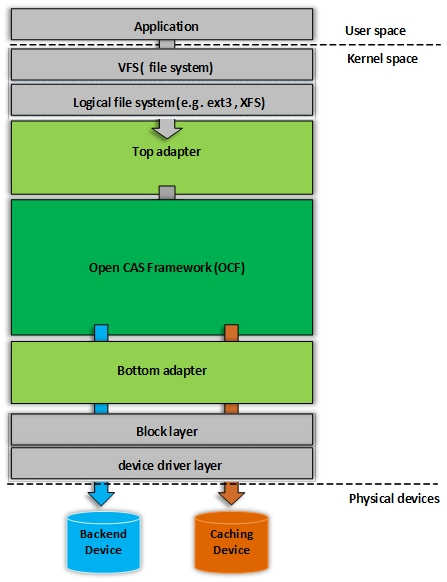 Application
User space
VFS( file system)
Kernel space
Logical file system (e.g. ext3 , XFS)
Top adapter
Open CAS Framework (OCF)
Bottom adapter
Block layer
device driver layer
Physical devices
Backend
Device
Caching
Device